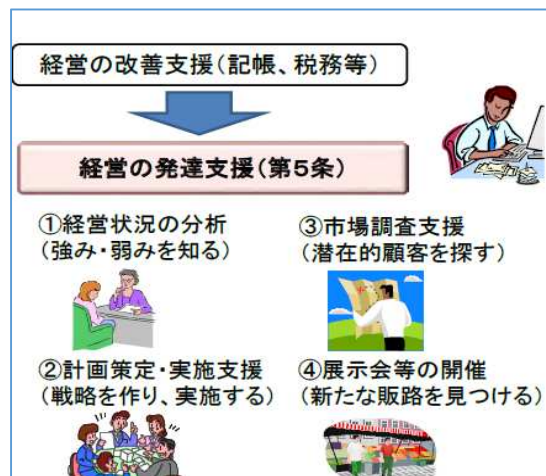 経営の改善支援(記帳、税務等)
経営の発達支援(第5条)
①経営状況の分析
(強み・弱みを知る)
③市場調査支援
(潜在的顧客を探す)
②計画策定・実施支援
(戦略を作り、実施する)
④展示会等の開催
(新たな販路を見つける)